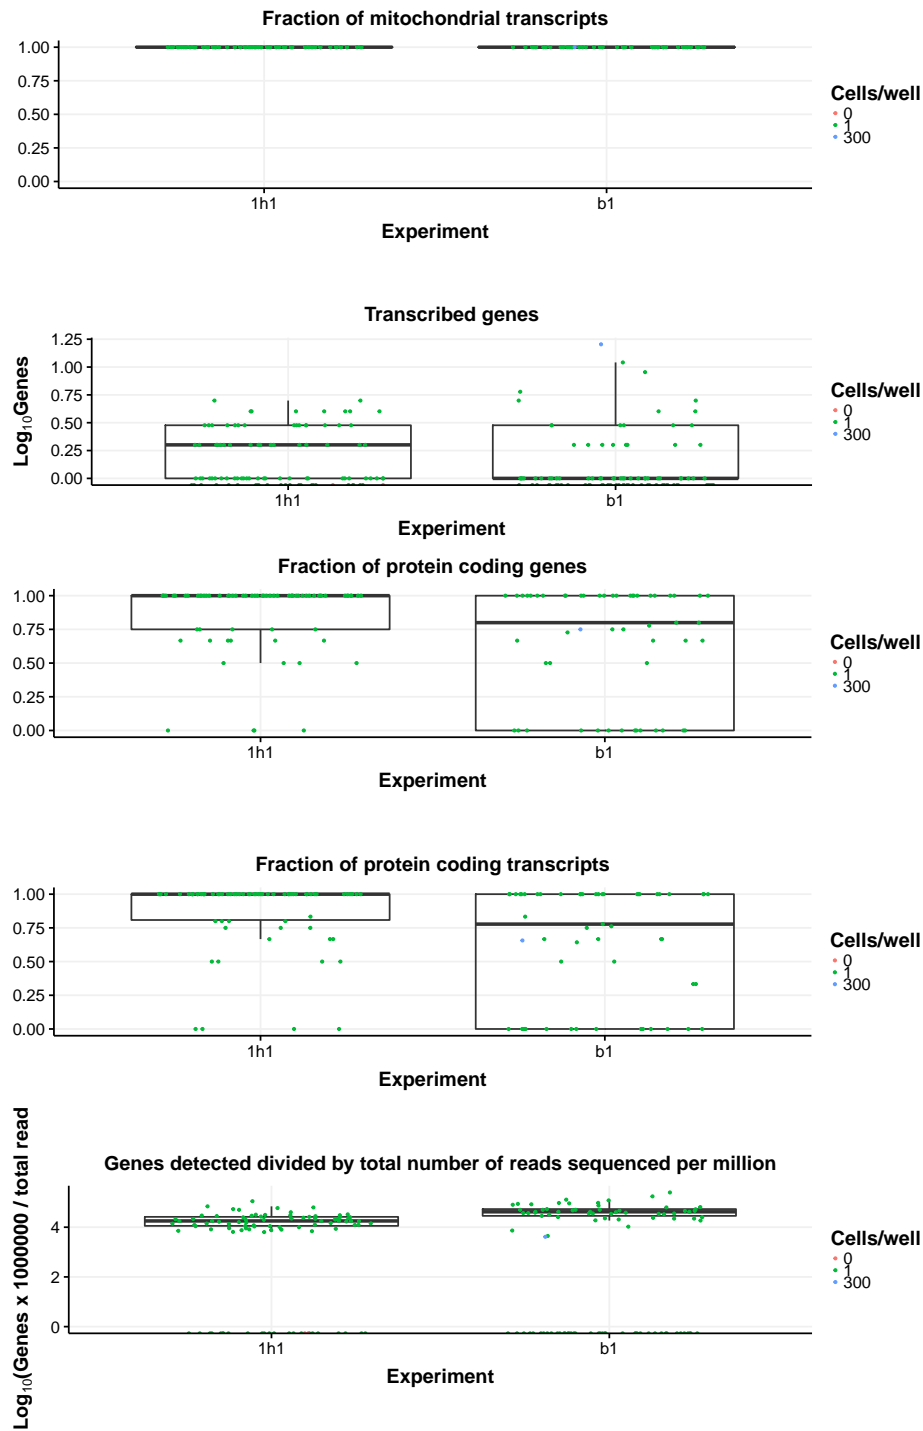 Fraction of mitochondrial transcripts
1.00
0.75
0.50
0.25
0.00
1h1
b1
Experiment
Cells/well
0
1
300
Transcribed genes
Log10Genes
1.25
1.00
0.75
0.50
0.25
0.00
1h1
b1
Experiment
Cells/well
0
1
300
Fraction of protein coding genes
1.00
0.75
0.50
0.25
0.00
1h1
b1
Experiment
Cells/well
0
1
300
Fraction of protein coding transcripts
1.00
0.75
0.50
0.25
0.00
1h1
b1
Experiment
Cells/well
0
1
300
Genes detected divided by total number of reads sequenced per million
Log10(Genes x 1000000 / total read
4
2
0
1h1
b1
Experiment
Cells/well
0
1
300